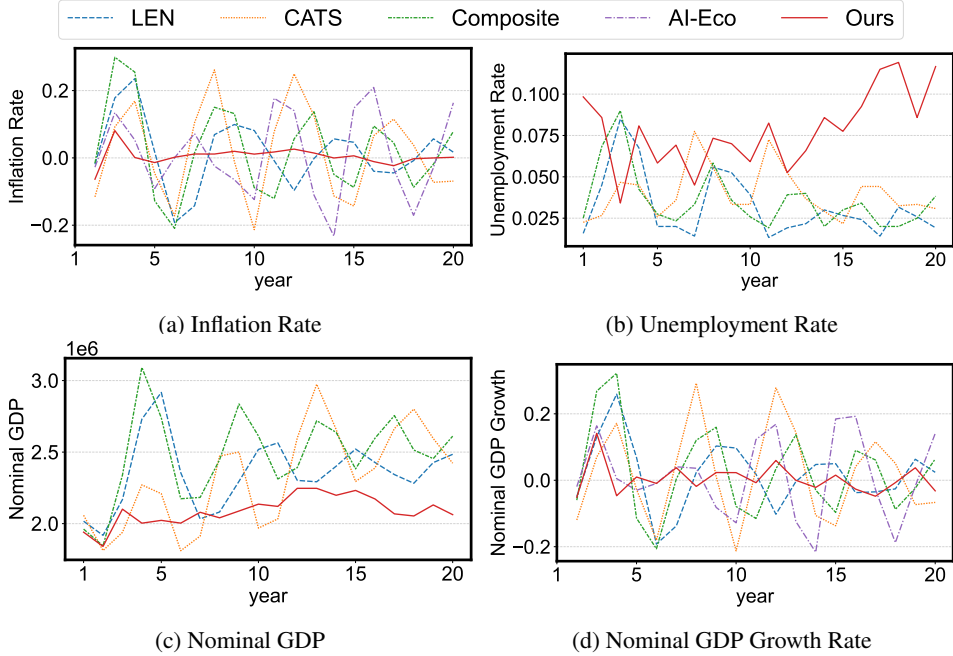 LEN CATS Composite AI-Eco Ours
Inflation Rate
0.2
0.0
−0.2
1 5 10 15 20
year
(a) Inflation Rate
Unemployment Rate
0.100
0.075
0.050
0.025
1 5 10 15 20
year
(b) Unemployment Rate
1e6
Nominal GDP
3.0
2.5
2.0
1 5 10 15 20
year
(c) Nominal GDP
Nominal GDP Growth
0.2
0.0
−0.2
1 5 10 15 20
year
(d) Nominal GDP Growth Rate